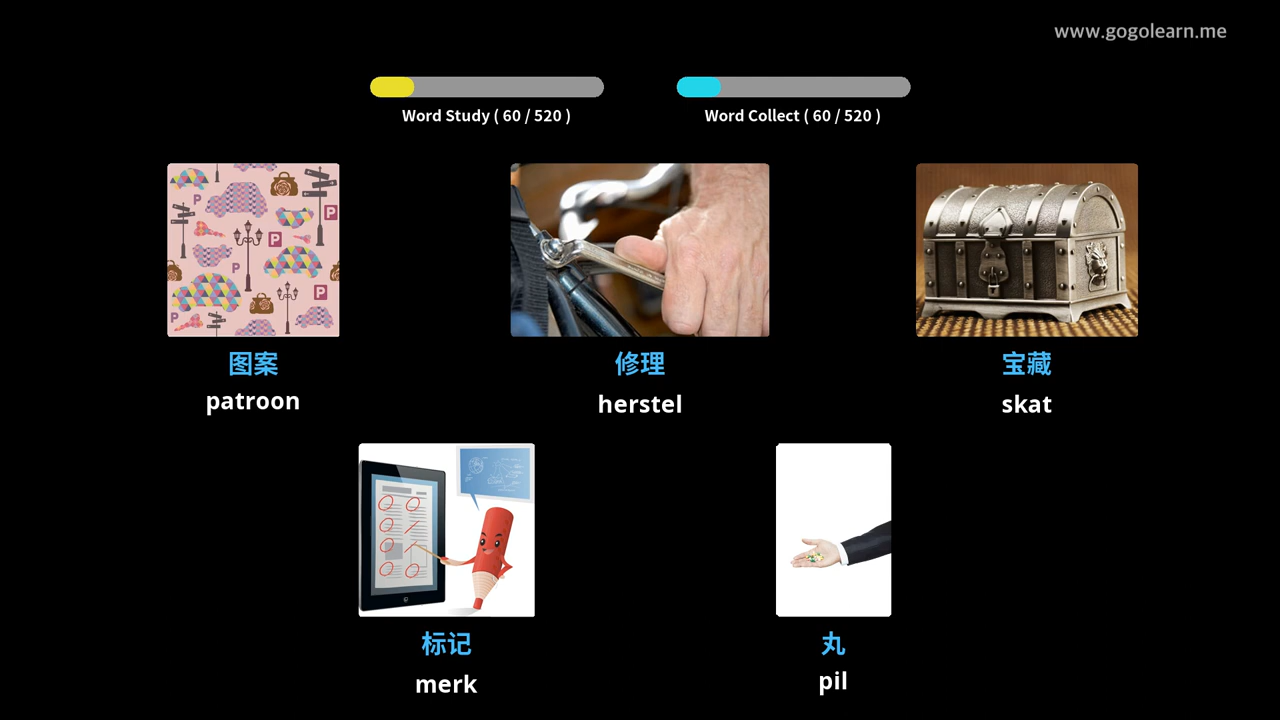 www.gogolearn.me
Word Study ( 60 / 520 )
Word Collect ( 60 / 520 )
P
P
P
P
P
P
图案
patroon
修理
herstel
宝藏
skat
标记
merk
丸
pil